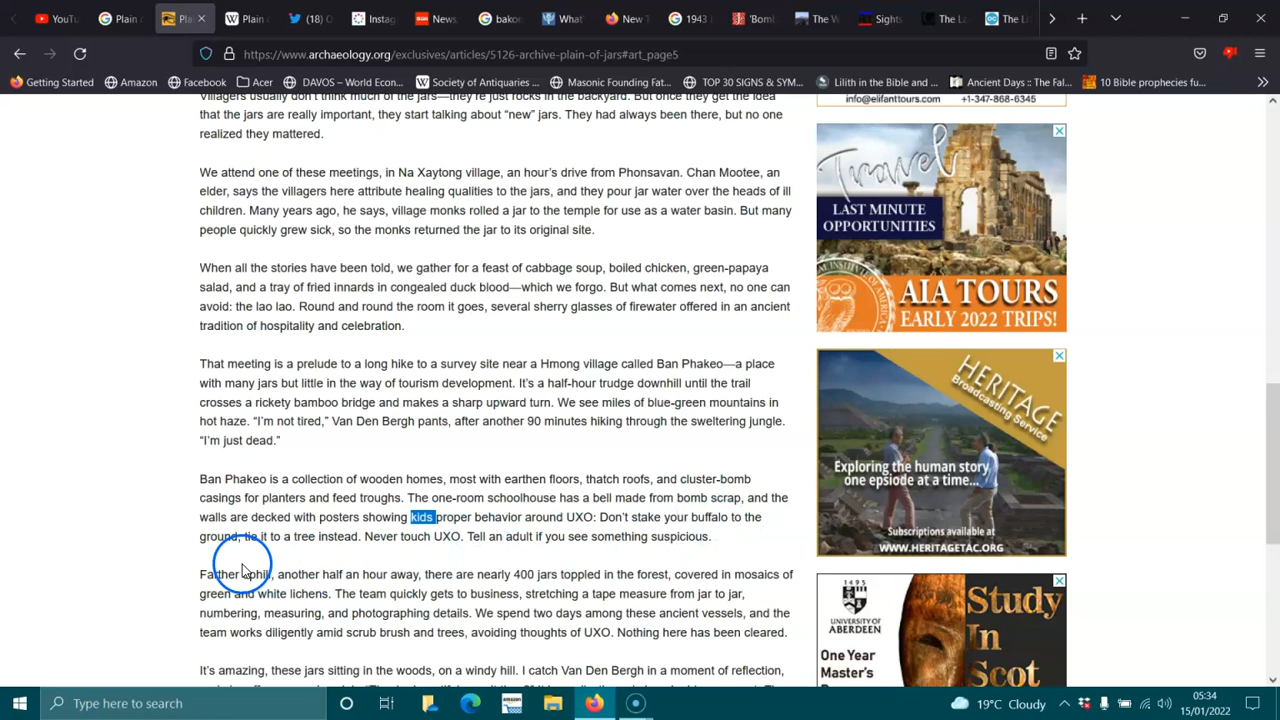 YouTu
Plain o
Pla
Plain
(18) O
Instag
News,
bakon
What'
New T
1943 l
'Bomb
The W
Sights
The La
The Li
https://www.archaeology.org/exclusives/articles/5126-archive-plain-of-jars#art_page5
Getting Started
Amazon
Facebook
Acer
DAVOS – World Econ...
Society of Antiquaries ...
Masonic Founding Fat...
TOP 30 SIGNS & SYM...
Lilith in the Bible and ...
Ancient Days :: The Fal...
10 Bible prophecies fu...
Villagers usually don't think much of the jars—they're just rocks in the backyard. But once they get the idea
that the jars are really important, they start talking about “new” jars. They had always been there, but no one
realized they mattered.
We attend one of these meetings, in Na Xaytong village, an hour's drive from Phonsavan. Chan Mootee, an
elder, says the villagers here attribute healing qualities to the jars, and they pour jar water over the heads of ill
children. Many years ago, he says, village monks rolled a jar to the temple for use as a water basin. But many
people quickly grew sick, so the monks returned the jar to its original site.
When all the stories have been told, we gather for a feast of cabbage soup, boiled chicken, green-papaya
salad, and a tray of fried innards in congealed duck blood—which we forgo. But what comes next, no one can
avoid: the lao lao. Round and round the room it goes, several sherry glasses of firewater offered in an ancient
tradition of hospitality and celebration.
That meeting is a prelude to a long hike to a survey site near a Hmong village called Ban Phakeo—a place
with many jars but little in the way of tourism development. It's a half-hour trudge downhill until the trail
crosses a rickety bamboo bridge and makes a sharp upward turn. We see miles of blue-green mountains in
hot haze. “I'm not tired,” Van Den Bergh pants, after another 90 minutes hiking through the sweltering jungle.
“I'm just dead.”
Ban Phakeo is a collection of wooden homes, most with earthen floors, thatch roofs, and cluster-bomb
casings for planters and feed troughs. The one-room schoolhouse has a bell made from bomb scrap, and the
walls are decked with posters showing kids proper behavior around UXO: Don't stake your buffalo to the
ground, tie it to a tree instead. Never touch UXO. Tell an adult if you see something suspicious.
Farther uphill, another half an hour away, there are nearly 400 jars toppled in the forest, covered in mosaics of
green and white lichens. The team quickly gets to business, stretching a tape measure from jar to jar,
numbering, measuring, and photographing details. We spend two days among these ancient vessels, and the
team works diligently amid scrub brush and trees, avoiding thoughts of UXO. Nothing here has been cleared.
It's amazing, these jars sitting in the woods, on a windy hill. I catch Van Den Bergh in a moment of reflection,
info@elifanttours.com +1-347-868-6345
Travel
LAST MINUTE
OPPORTUNITIES
AIA TOURS
EARLY 2022 TRIPS!
HERITAGE
Broadcasting Service
Exploring the human story
one epsiode at a time...
Subscriptions available at
WWW.HERITAGETAC.ORG
1495
UNIVERSITY OF
ABERDEEN
One Year
Master's
Study
In
Scot
Type here to search
19°C Cloudy
05:34
15/01/2022